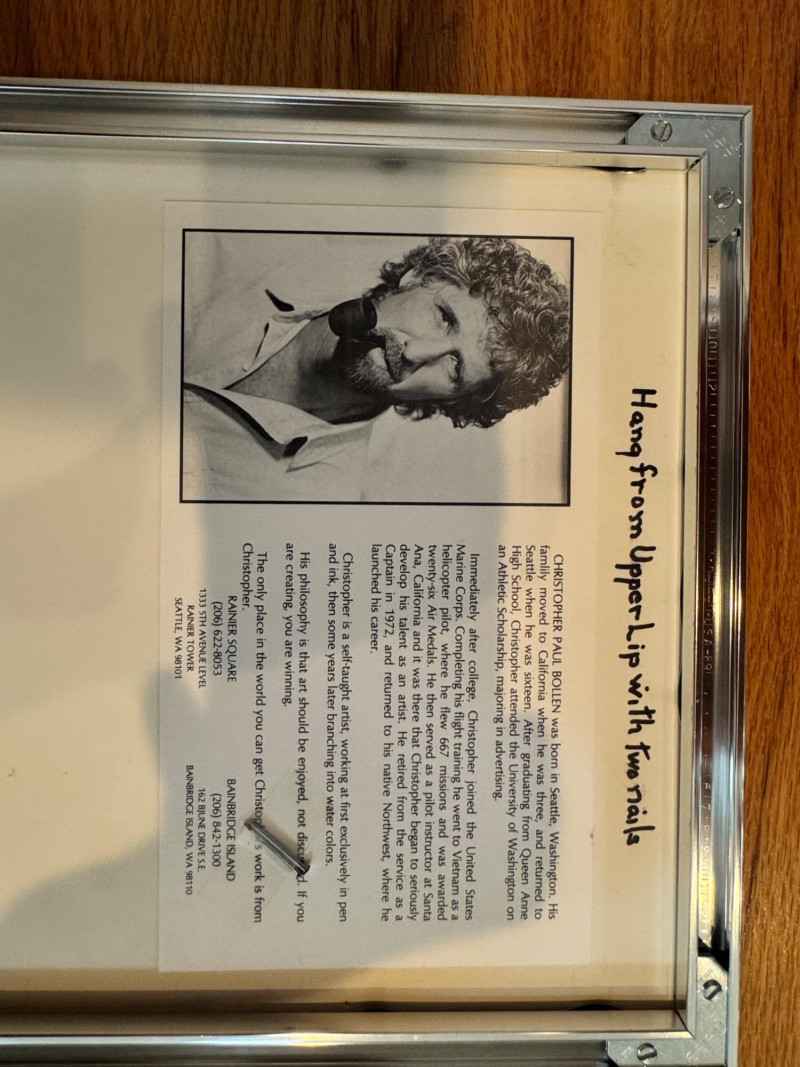 Hang from Upper Lip with two nails
CHRISTOPHER PAUL BOLLEN was born in Seattle, Washington. His
family moved to California when he was three, and returned to
Seattle when he was sixteen. After graduating from Queen Anne
High School, Christopher attended the University of Washington on
an Athletic Scholarship, majoring in advertising.
Immediately after college, Christopher joined the United States
Marine Corps. Completing his flight training he went to Vietnam as a
helicopter pilot, where he flew 667 missions and was awarded
twenty-six Air Medals. He then served as a pilot instructor at Santa
Ana, California and it was there that Christopher began to seriously
develop his talent as an artist. He retired from the service as a
Captain in 1972, and returned to his native Northwest, where he
launched his career.
Christopher is a self-taught artist, working at first exclusively in pen
and ink, then some years later branching into water colors.
His philosophy is that art should be enjoyed, not If you
are creating, you are winning.
The only place in the world you can get work is from
Christopher.
RAINIER SQUARE
(206) 622-8053
1333 5TH AVENUE LEVEL
RAINIER TOWER
SEATTLE, WA 98101
BAINBRIDGE ISLAND
(206) 842-1300
162 BJUNE DRIVE S.E.
BAINBRIDGE ISLAND, WA 98110